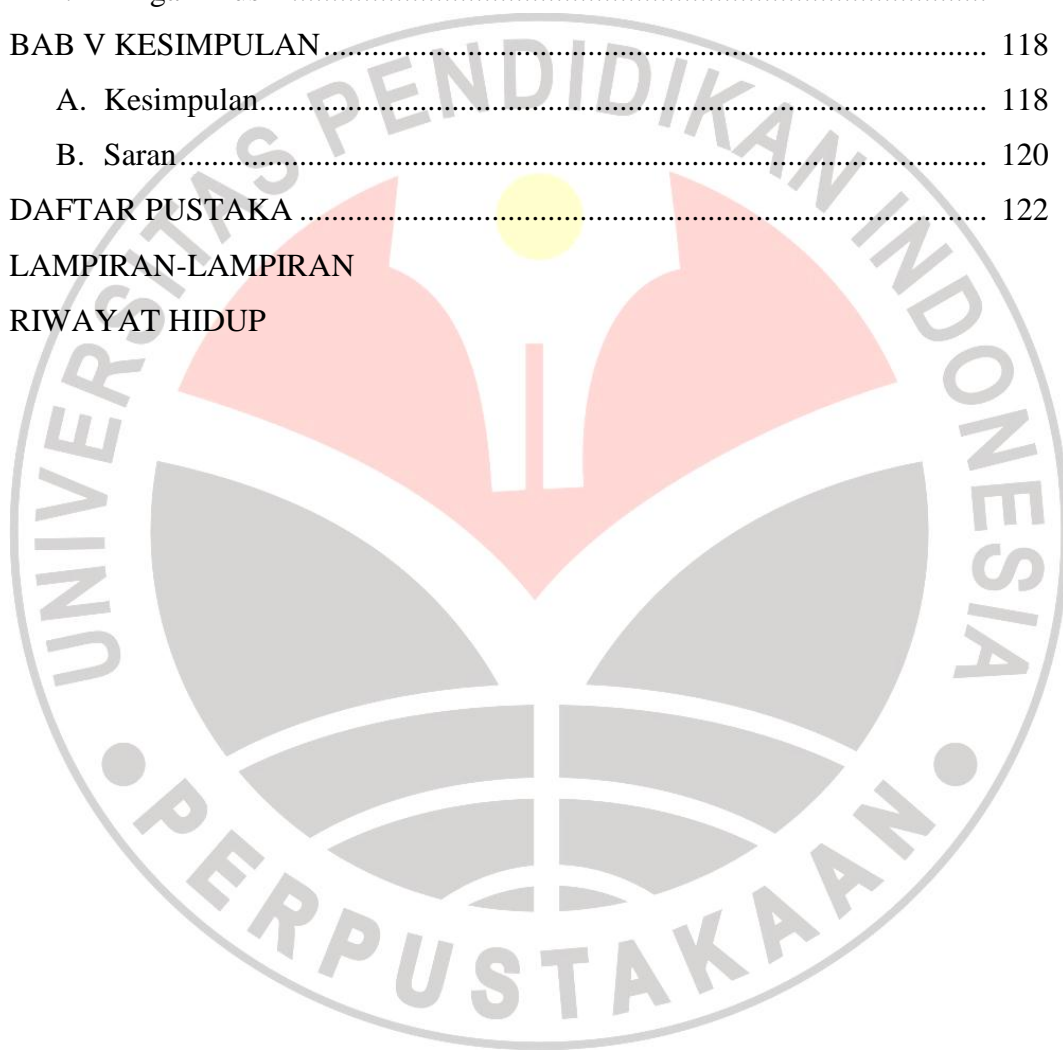 BAB V KESIMPULAN.......................................................................... 118
A. Kesimpulan................................................................................ 118
B. Saran......................................................................................... 120
DAFTAR PUSTAKA ............................................................................ 122
LAMPIRAN-LAMPIRAN
RIWAYAT HIDUP
UNIVERSITAS PENDIDIKAN INDONESIA
PERPUSTAKAAN